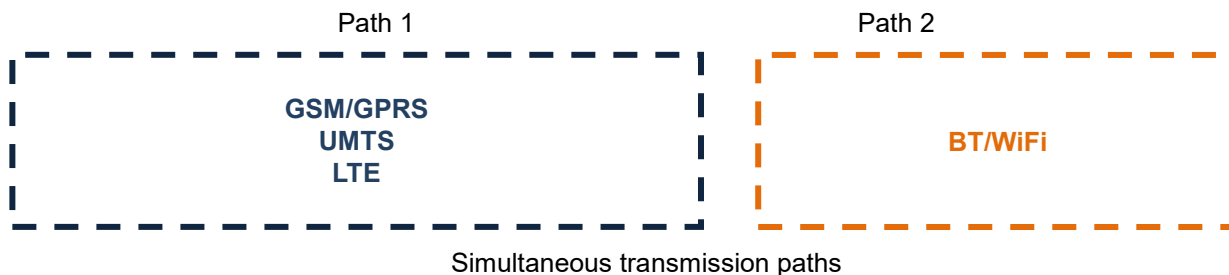 Path 1
Path 2
GSM/GPRS
UMTS
LTE
BT/WiFi
Simultaneous transmission paths